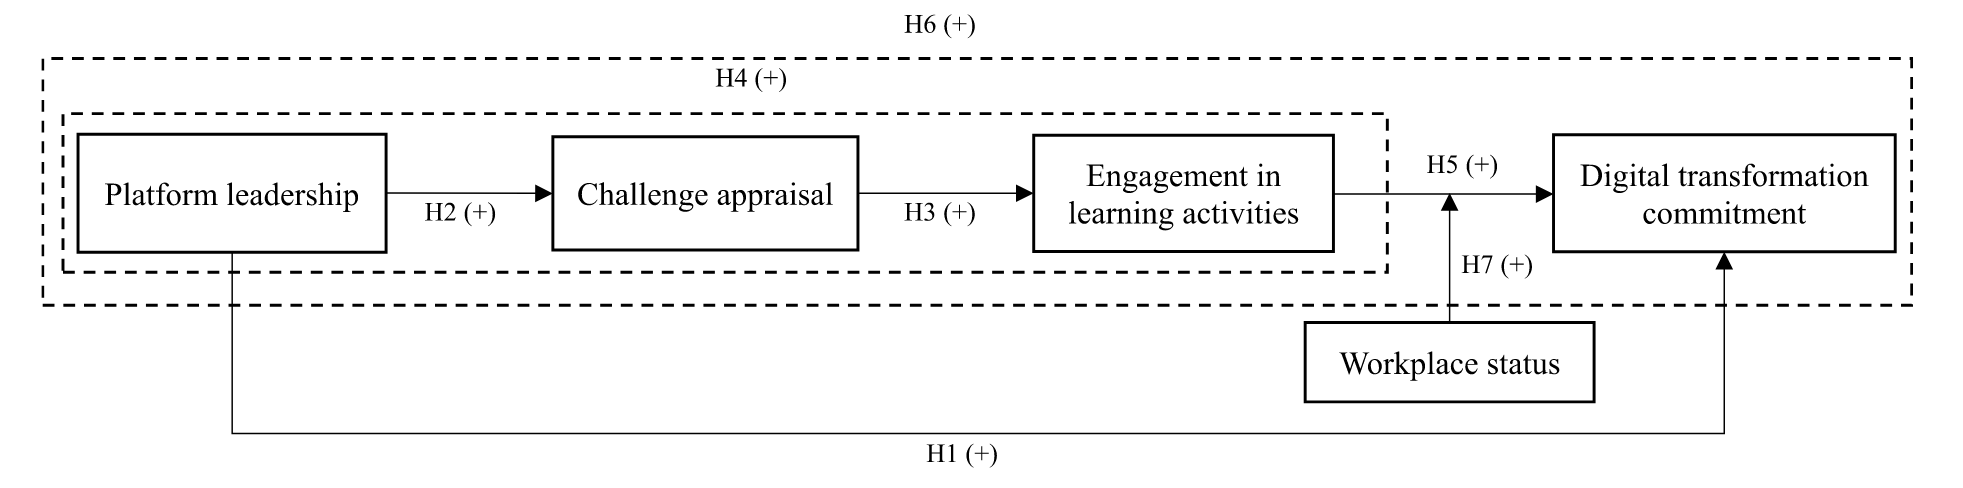 H6 (+)
H4 (+)
Platform leadership
H2 (+)
Challenge appraisal
H3 (+)
Engagement in
learning activities
H5 (+)
Digital transformation
commitment
H7 (+)
Workplace status
H1 (+)